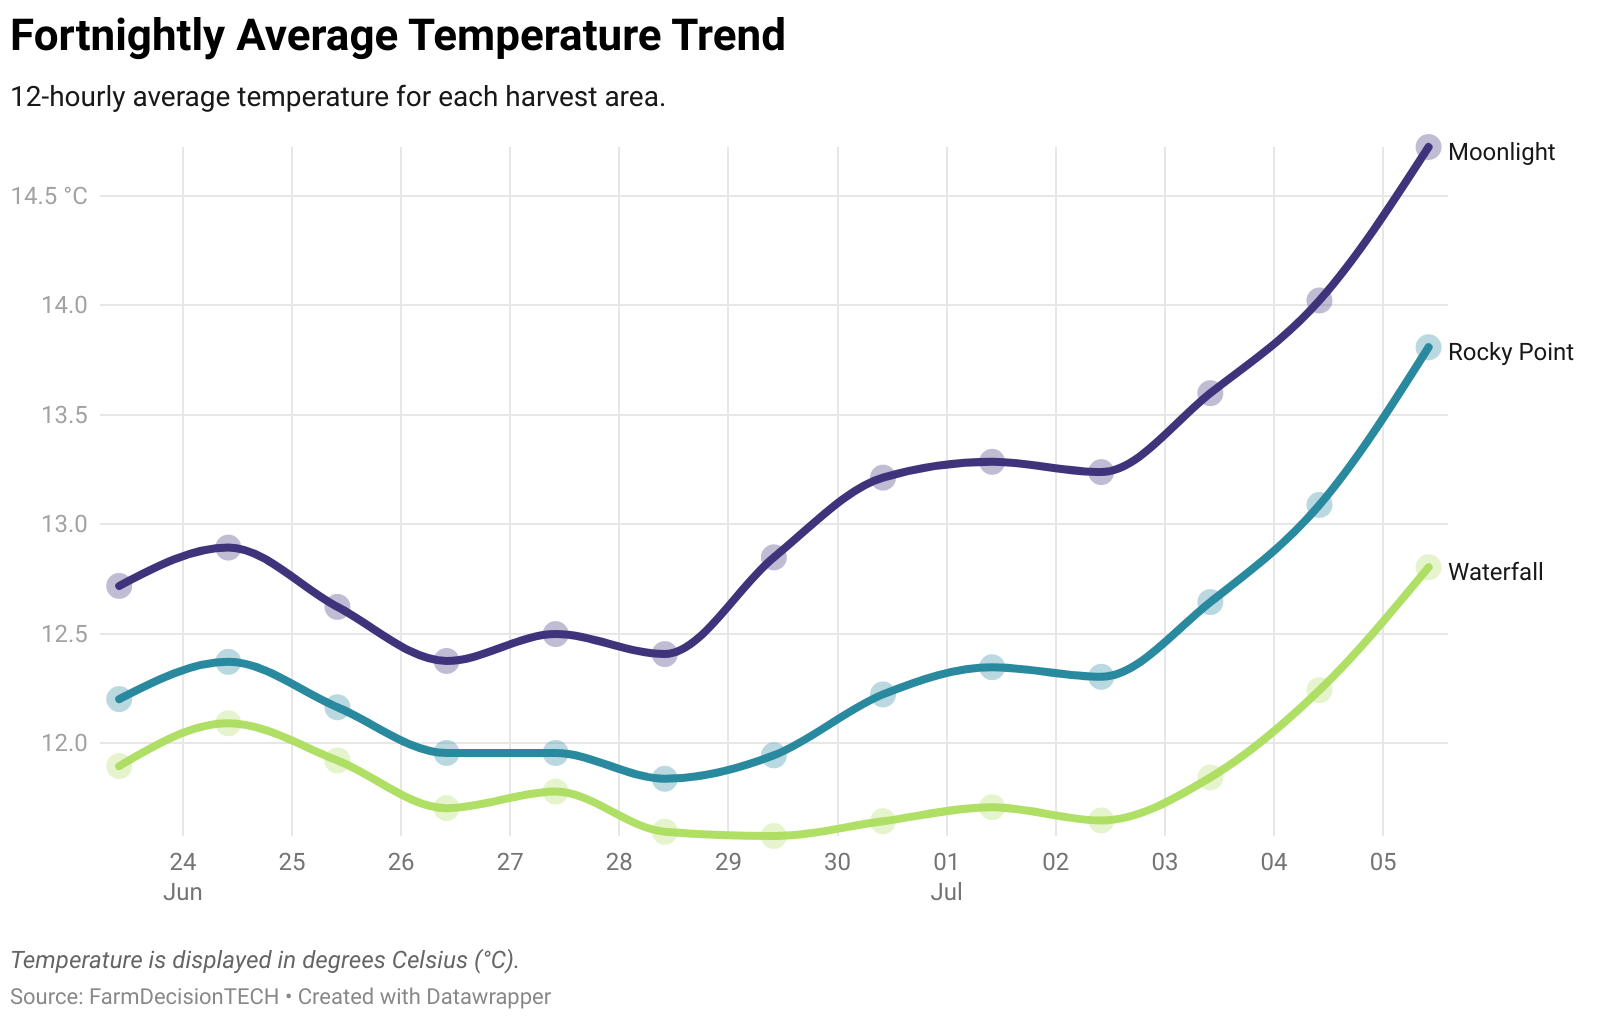 Fortnightly Average Temperature Trend
12-hourly average temperature for each harvest area.
Moonlight
14.5 °C
14.0
Rocky Point
13.5
13.0
Waterfall
12.5
12.0
24 25 26 27 28 29 30 01 02 03 04 05
Jun Jul
Temperature is displayed in degrees Celsius (°C).
Source: FarmDecisionTECH • Created with Datawrapper